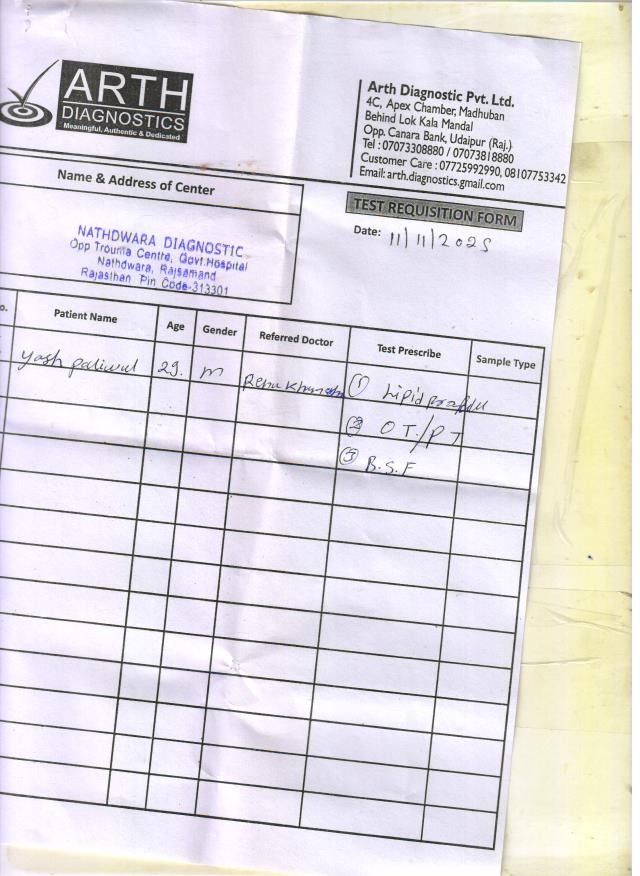 ARTH
DIAGNOSTICS
Meaningful, Authentic & Dedicated
Arth Diagnostic Pvt. Ltd.
4C, Apex Chamber, Madhuban
Behind Lok Kala Mandal
Opp. Canara Bank, Udaipur (Raj.)
Tel : 07073308880 / 07073818880
Customer Care : 07725992990, 08107753342
Email: arth.diagnostics.gmail.com
Name & Address of Center
TEST REQUISITION FORM
Date: 11/11/2025
NATHDWARA DIAGNOSTIC
Opp Trouma Centre, Govt.Hospital
Nathdwara, Rajsamand
Rajasthan Pin Code-313301
o. Patient Name Age Gender Referred Doctor Test Prescribe Sample Type
Yash paliwal 29. m Renu ① Lipid profile
② OT./PT
③ B.S.F